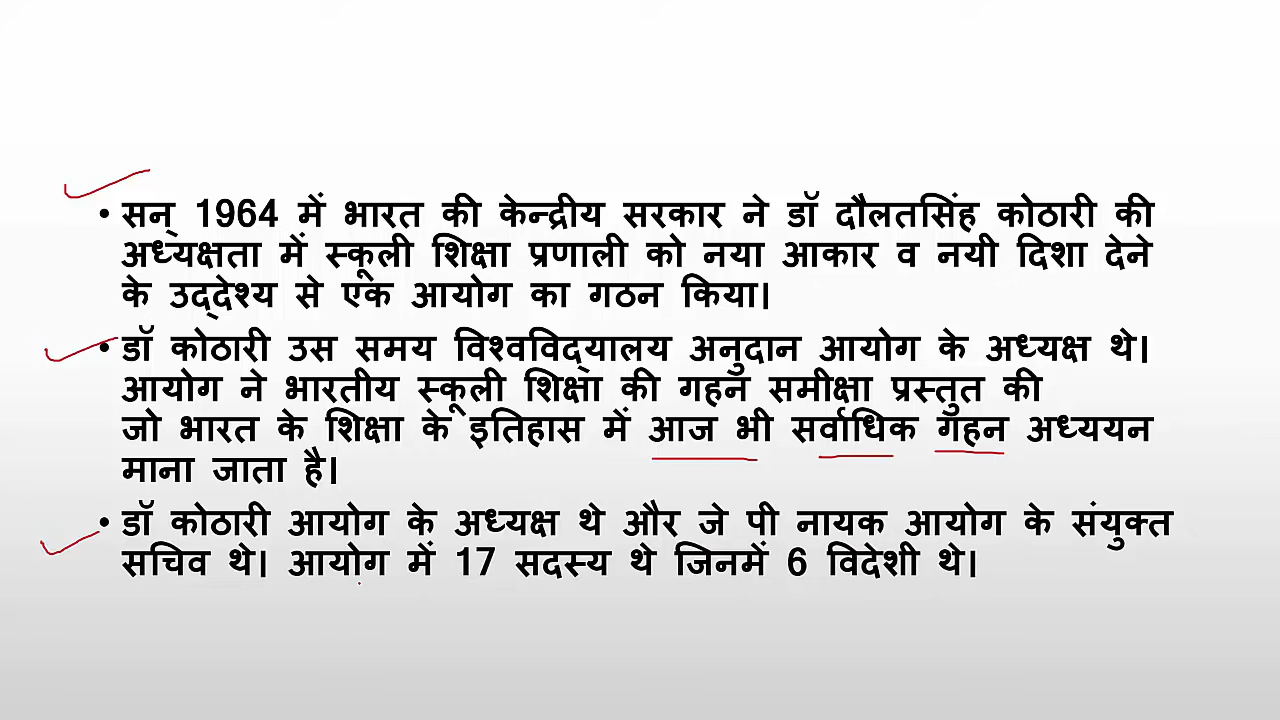 • सन् 1964 में भारत की केन्द्रीय सरकार ने डॉ दौलतसिंह कोठारी की
अध्यक्षता में स्कूली शिक्षा प्रणाली को नया आकार व नयी दिशा देने
के उद्देश्य से एक आयोग का गठन किया।
• डॉ कोठारी उस समय विश्वविद्यालय अनुदान आयोग के अध्यक्ष थे।
आयोग ने भारतीय स्कूली शिक्षा की गहन समीक्षा प्रस्तुत की
जो भारत के शिक्षा के इतिहास में आज भी सर्वाधिक गहन अध्ययन
माना जाता है।
• डॉ कोठारी आयोग के अध्यक्ष थे और जे पी नायक आयोग के संयुक्त
सचिव थे। आयोग में 17 सदस्य थे जिनमें 6 विदेशी थे।